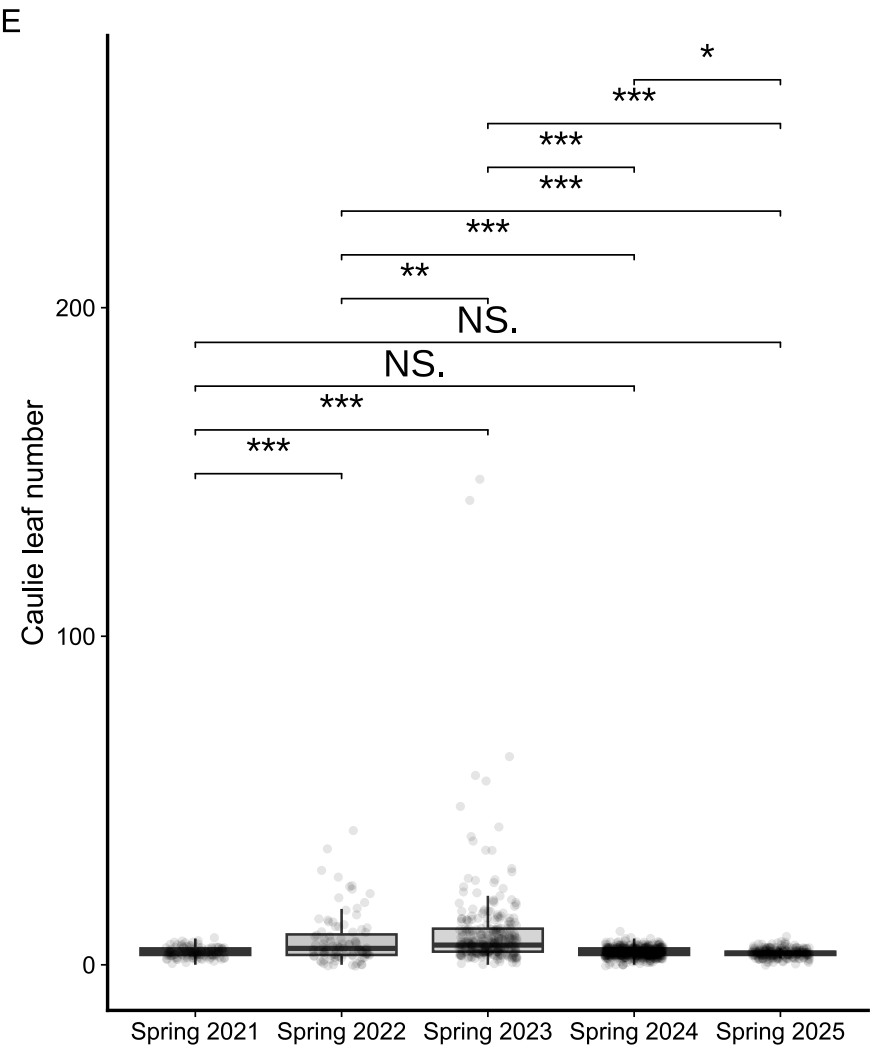 E
*
***
***
***
***
**
200
NS.
NS.
***
***
Caulie leaf number
100
0
Spring 2021 Spring 2022 Spring 2023 Spring 2024 Spring 2025